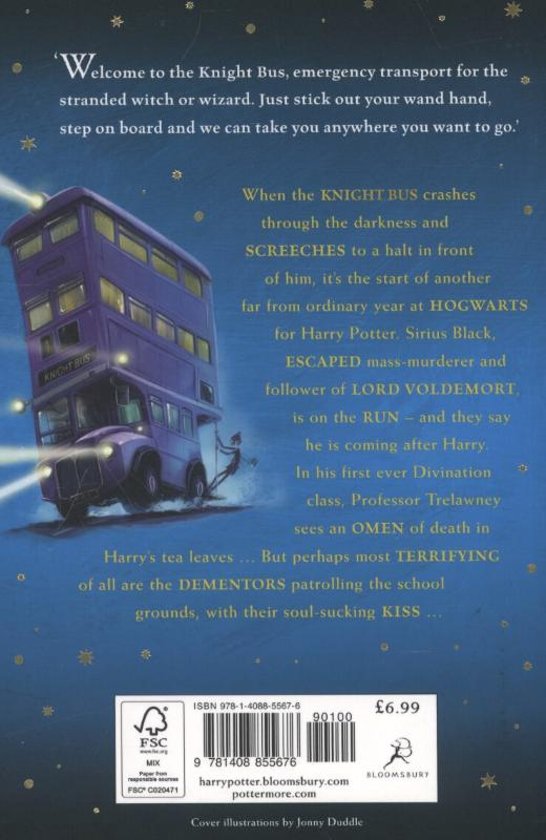 ‘Welcome to the Knight Bus, emergency transport for the
stranded witch or wizard. Just stick out your wand hand,
step on board and we can take you anywhere you want to go.’
When the KNIGHT BUS crashes
through the darkness and
SCREECHES to a halt in front
of him, it’s the start of another
far from ordinary year at HOGWARTS
for Harry Potter. Sirius Black,
ESCAPED mass-murderer and
follower of LORD VOLDEMORT,
is on the RUN – and they say
he is coming after Harry.
In his first ever Divination
class, Professor Trelawney
sees an OMEN of death in
Harry’s tea leaves ... But perhaps most TERRIFYING
of all are the DEMENTORS patrolling the school
grounds, with their soul-sucking KISS ...
KNIGHT BUS
FSC
www.fsc.org
MIX
Paper from
responsible sources
FSC® C020471
ISBN 978-1-4088-5567-6
90100
9 781408 855676
harrypotter.bloomsbury.com
pottermore.com
£6.99
BLOOMSBURY
Cover illustrations by Jonny Duddle